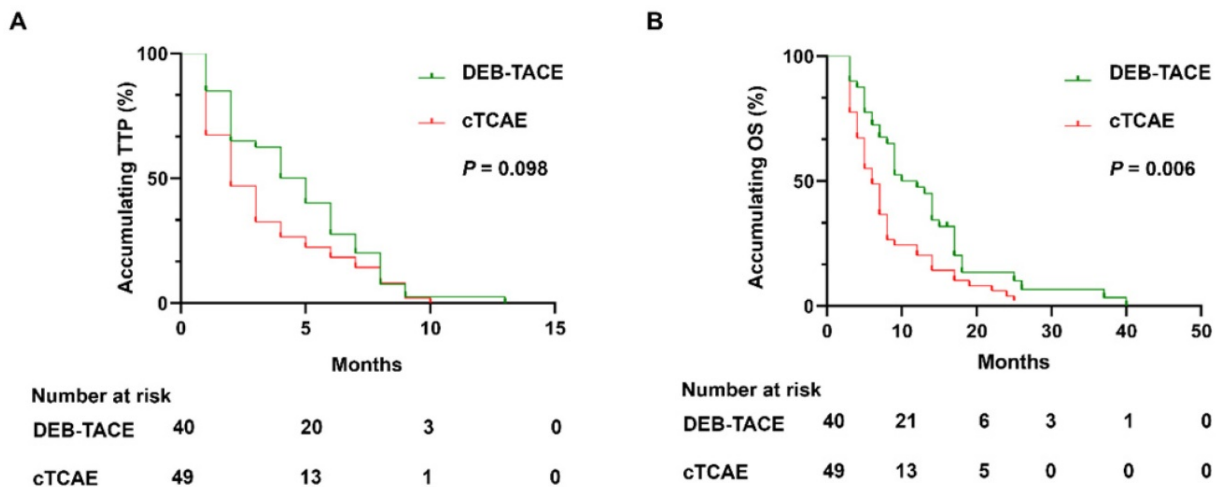 A
Accumulating TTP (%)
100
50
0
0 5 10 15
Months
DEB-TACE
cTCAE
P = 0.098
Number at risk
DEB-TACE 40 20 3 0
cTCAE 49 13 1 0
B
Accumulating OS (%)
100
50
0
0 10 20 30 40 50
Months
DEB-TACE
cTCAE
P = 0.006
Number at risk
DEB-TACE 40 21 6 3 1 0
cTCAE 49 13 5 0 0 0